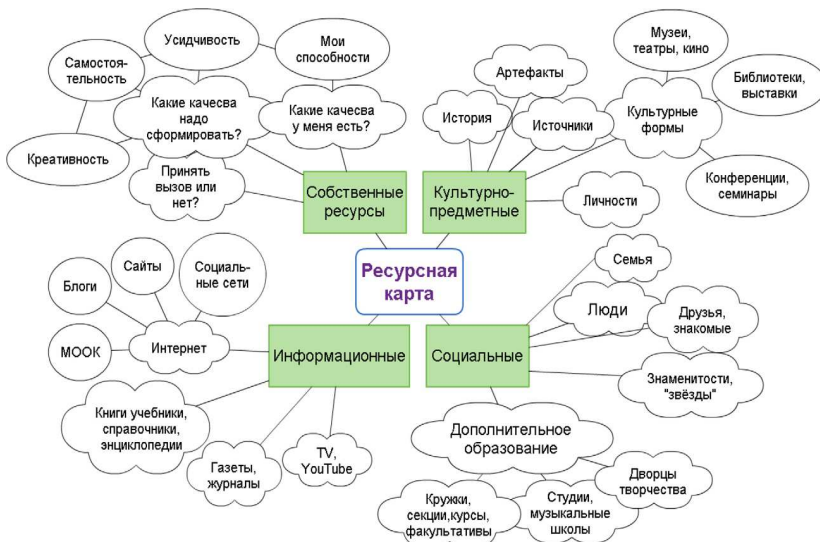 Усидчивость
Мои
способности
Самостоя-
тельность
Какие качесва
надо
сформировать?
Какие качесва
у меня есть?
Креативность
Принять
вызов или
нет?
Собственные
ресурсы
Артефакты
История
Источники
Культурные
формы
Музеи,
театры, кино
Библиотеки,
выставки
Конференции,
семинары
Культурно-
предметные
Личности
Ресурсная
карта
Блоги
Сайты
Социаль-
ные сети
МООК
Интернет
Информационные
Книги учебники,
справочники,
энциклопедии
Газеты,
журналы
TV,
YouTube
Социальные
Семья
Люди
Друзья,
знакомые
Знаменитости,
"звёзды"
Дополнительное
образование
Кружки,
секции,курсы,
факультативы
Студии,
музыкальные
школы
Дворцы
творчества